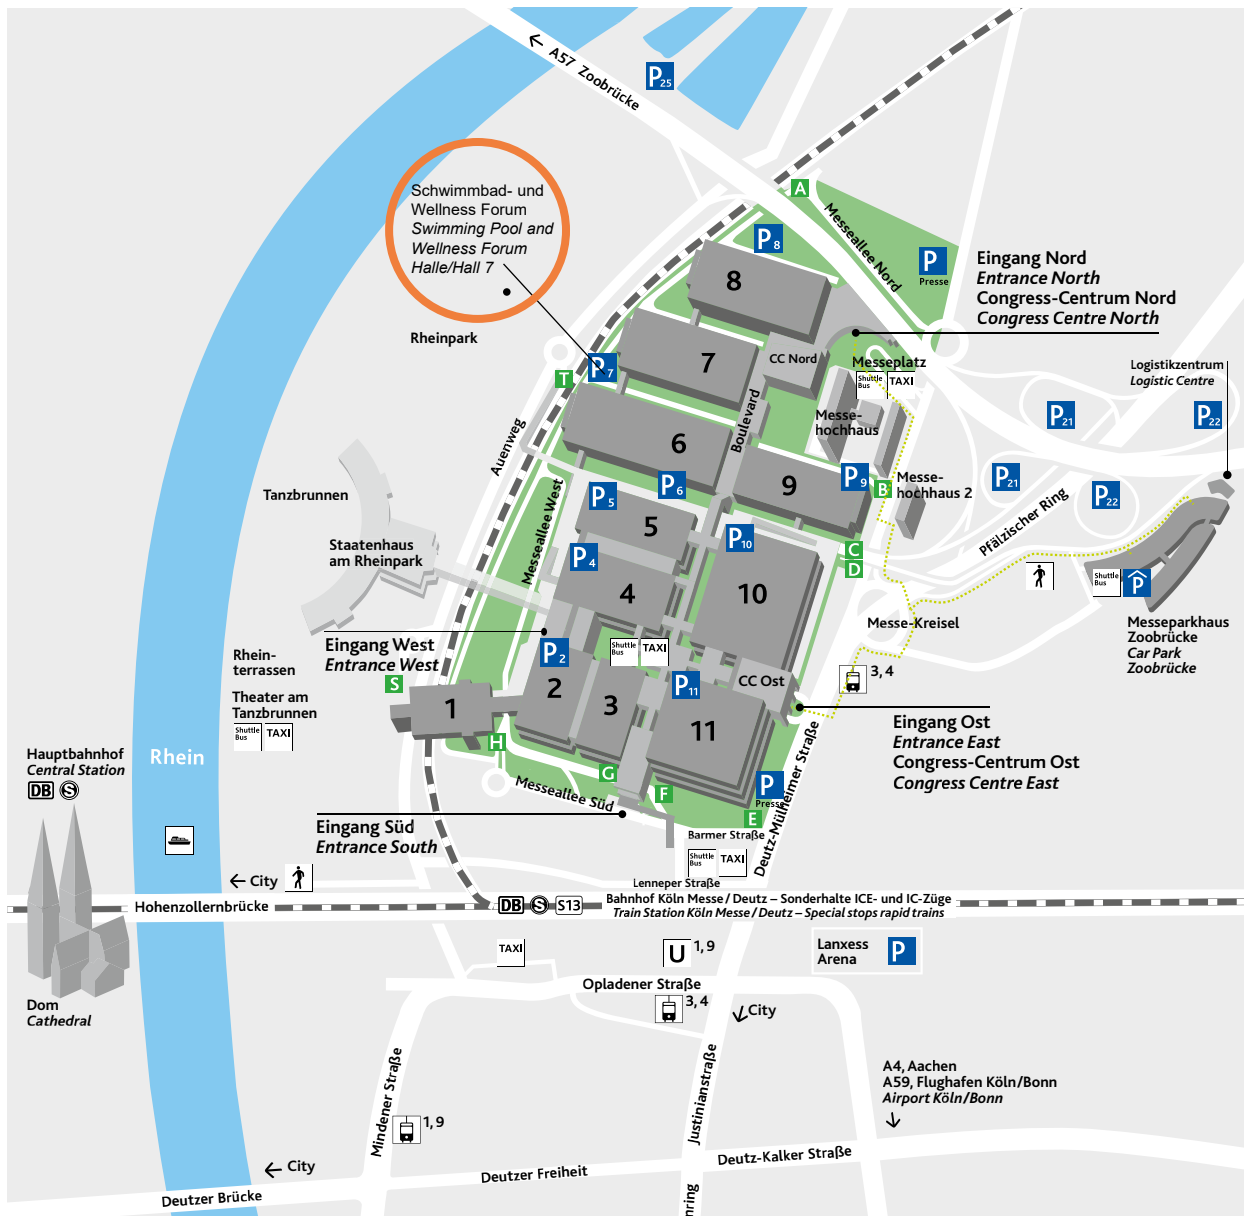 A57 Zoobrücke
P25
Schwimmbad- und
Wellness Forum
Swimming Pool and
Wellness Forum
Halle/Hall 7
Rheinpark
A
Messeallee Nord
P8
P
Presse
Eingang Nord
Entrance North
Congress-Centrum Nord
Congress Centre North
8
7
CC Nord
Messeplatz
Shuttle
Bus
TAXI
Logistikzentrum
Logistic Centre
P7
T
P21
P22
Messe-
hochhaus
Boulevard
Auenweg
6
9
P9
B
Messe-
hochhaus 2
P21
P22
Pfälzischer Ring
P6
P5
5
Tanzbrunnen
Staatenhaus
am Rheinpark
Messeallee West
P10
C
D
P4
4
10
Shuttle
Bus
P
Messe-Kreisel
Messeparkhaus
Zoobrücke
Car Park
Zoobrücke
Eingang West
Entrance West
P2
Shuttle
Bus
TAXI
3, 4
Rhein-
terrassen
Theater am
Tanzbrunnen
Shuttle
Bus
TAXI
S
1
2
3
P11
11
CC Ost
Eingang Ost
Entrance East
Congress-Centrum Ost
Congress Centre East
Hauptbahnhof
Central Station
DB
S
Rhein
H
G
F
E
P
Presse
Messeallee Süd
Deutz-Mülheimer Straße
Eingang Süd
Entrance South
Barmer Straße
Shuttle
Bus
TAXI
City
Lenneper Straße
Hohenzollernbrücke
DB
S
S13
Bahnhof Köln Messe / Deutz – Sonderhalte ICE- und IC-Züge
Train Station Köln Messe / Deutz – Special stops rapid trains
TAXI
U
1, 9
Lanxess
Arena
P
Opladener Straße
3, 4
City
Dom
Cathedral
Mindener Straße
Justinianstraße
A4, Aachen
A59, Flughafen Köln/Bonn
Airport Köln/Bonn
1, 9
City
Deutzer Brücke
Deutzer Freiheit
Deutz-Kalker Straße
nring